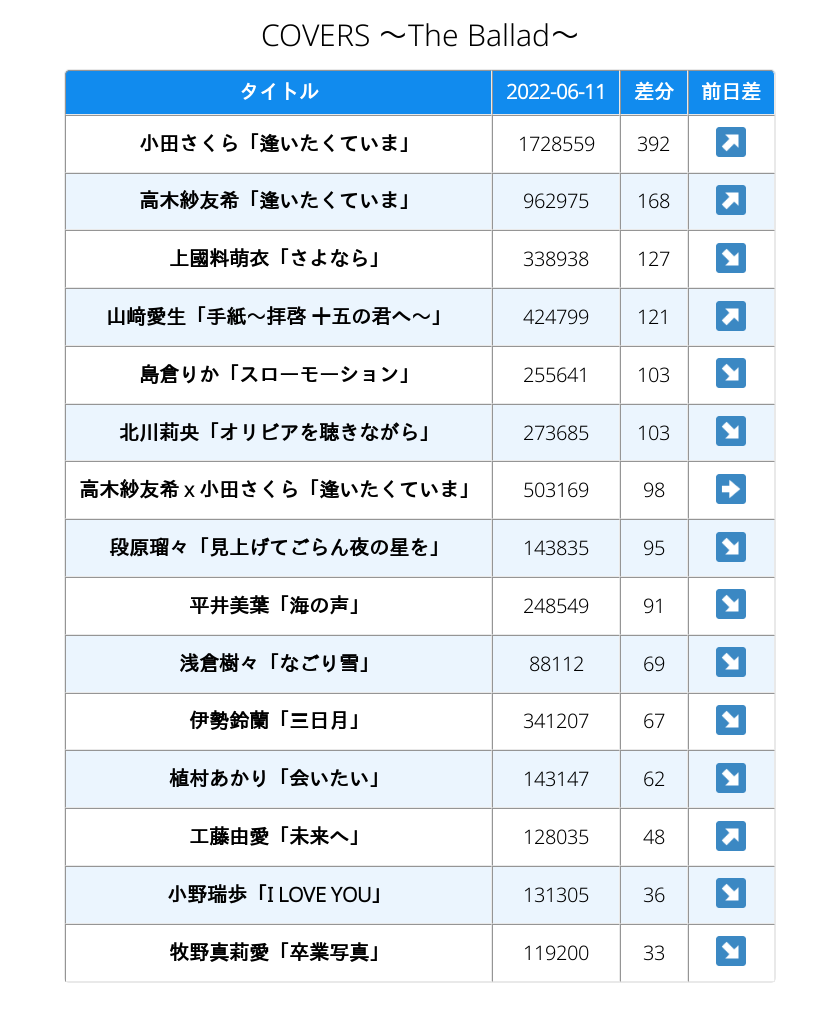 COVERS ～The Ballad～
タイトル 2022-06-11 差分 前日差
小田さくら「逢いたくていま」 1728559 392 ↗
高木紗友希「逢いたくていま」 962975 168 ↗
上國料萌衣「さよなら」 338938 127 ↘
山﨑愛生「手紙～拝啓 十五の君へ～」 424799 121 ↗
島倉りか「スローモーション」 255641 103 ↘
北川莉央「オリビアを聴きながら」 273685 103 ↘
高木紗友希 x 小田さくら「逢いたくていま」 503169 98 ➡
段原瑠々「見上げてごらん夜の星を」 143835 95 ↘
平井美葉「海の声」 248549 91 ↘
浅倉樹々「なごり雪」 88112 69 ↘
伊勢鈴蘭「三日月」 341207 67 ↘
植村あかり「会いたい」 143147 62 ↘
工藤由愛「未来へ」 128035 48 ↗
小野瑞歩「I LOVE YOU」 131305 36 ↘
牧野真莉愛「卒業写真」 119200 33 ↘